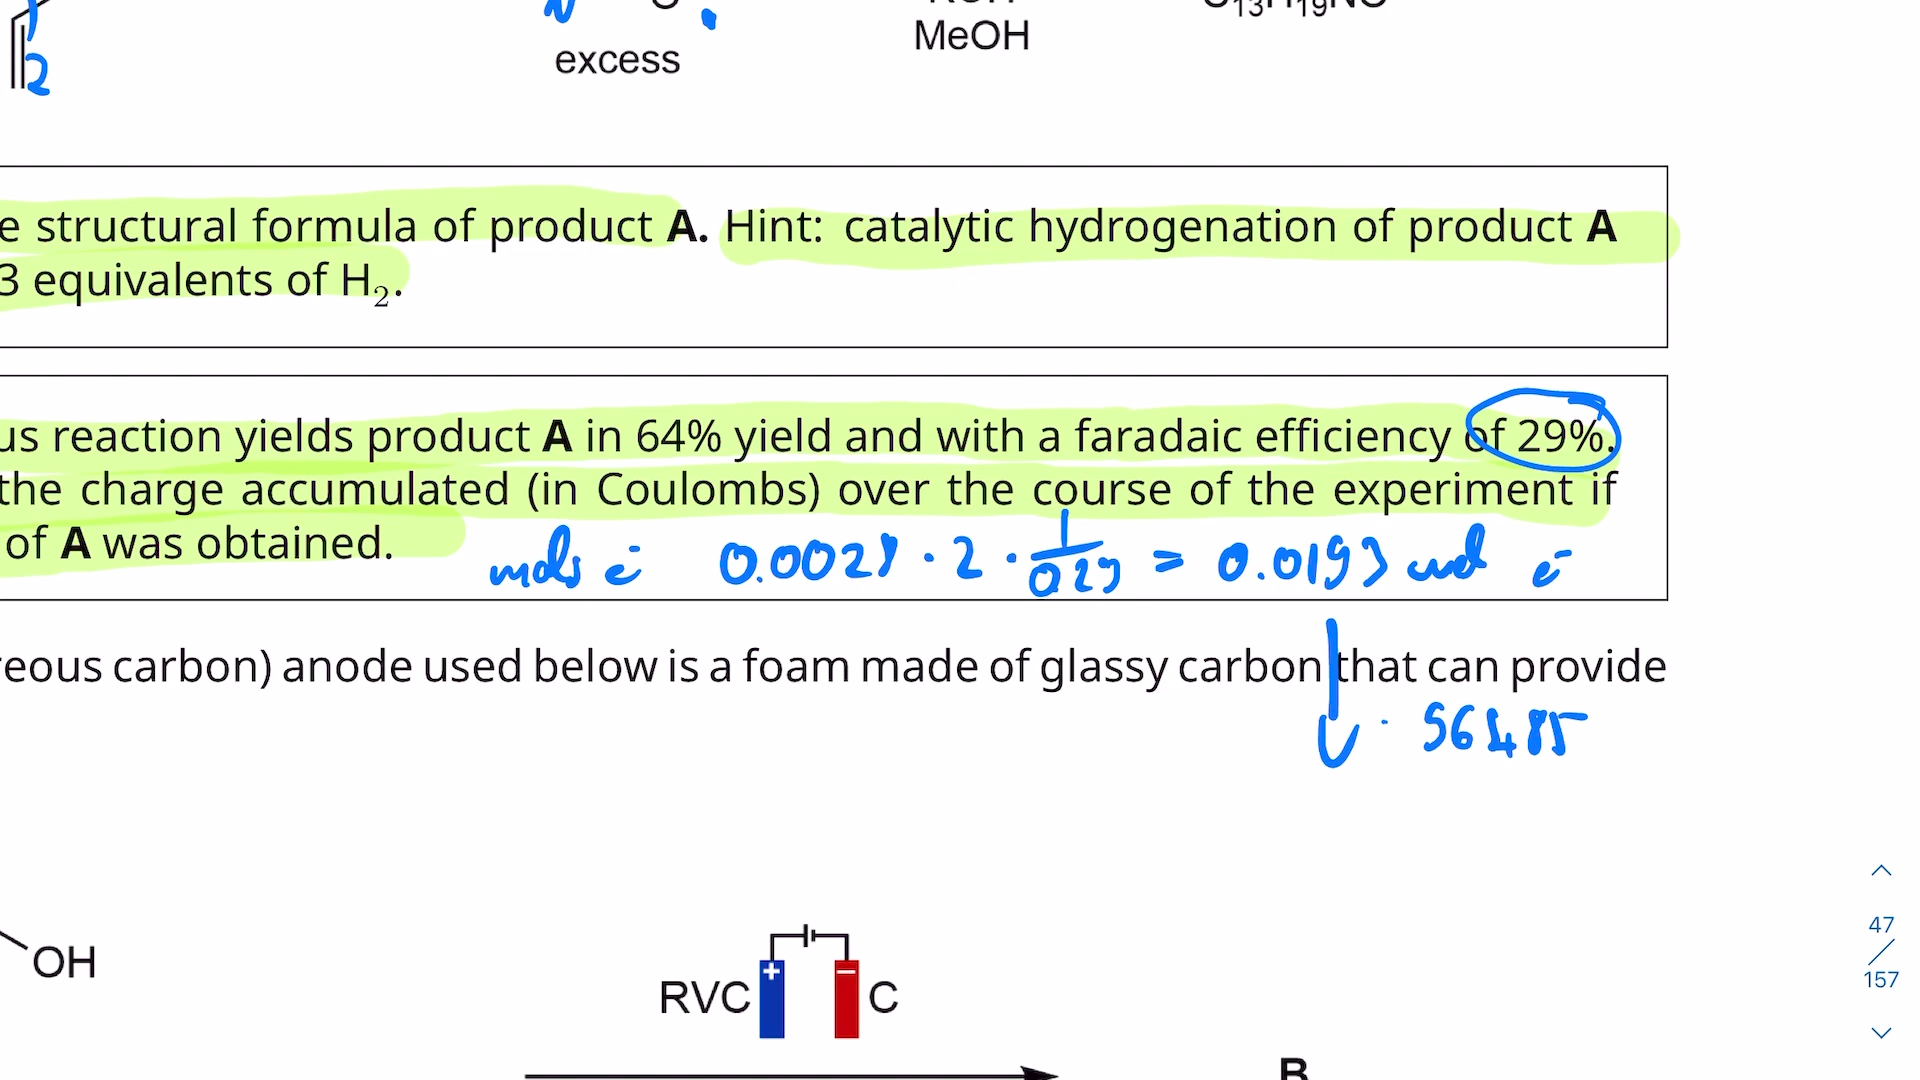 2
excess
MeOH
e structural formula of product A. Hint: catalytic hydrogenation of product A
3 equivalents of H₂.
us reaction yields product A in 64% yield and with a faradaic efficiency of 29%.
the charge accumulated (in Coulombs) over the course of the experiment if
of A was obtained.
mols e⁻ 0.0028 · 2 · 1/0.29 = 0.0193 mol e⁻
reous carbon) anode used below is a foam made of glassy carbon that can provide
· 96485
47
157
OH
RVC + − C
B